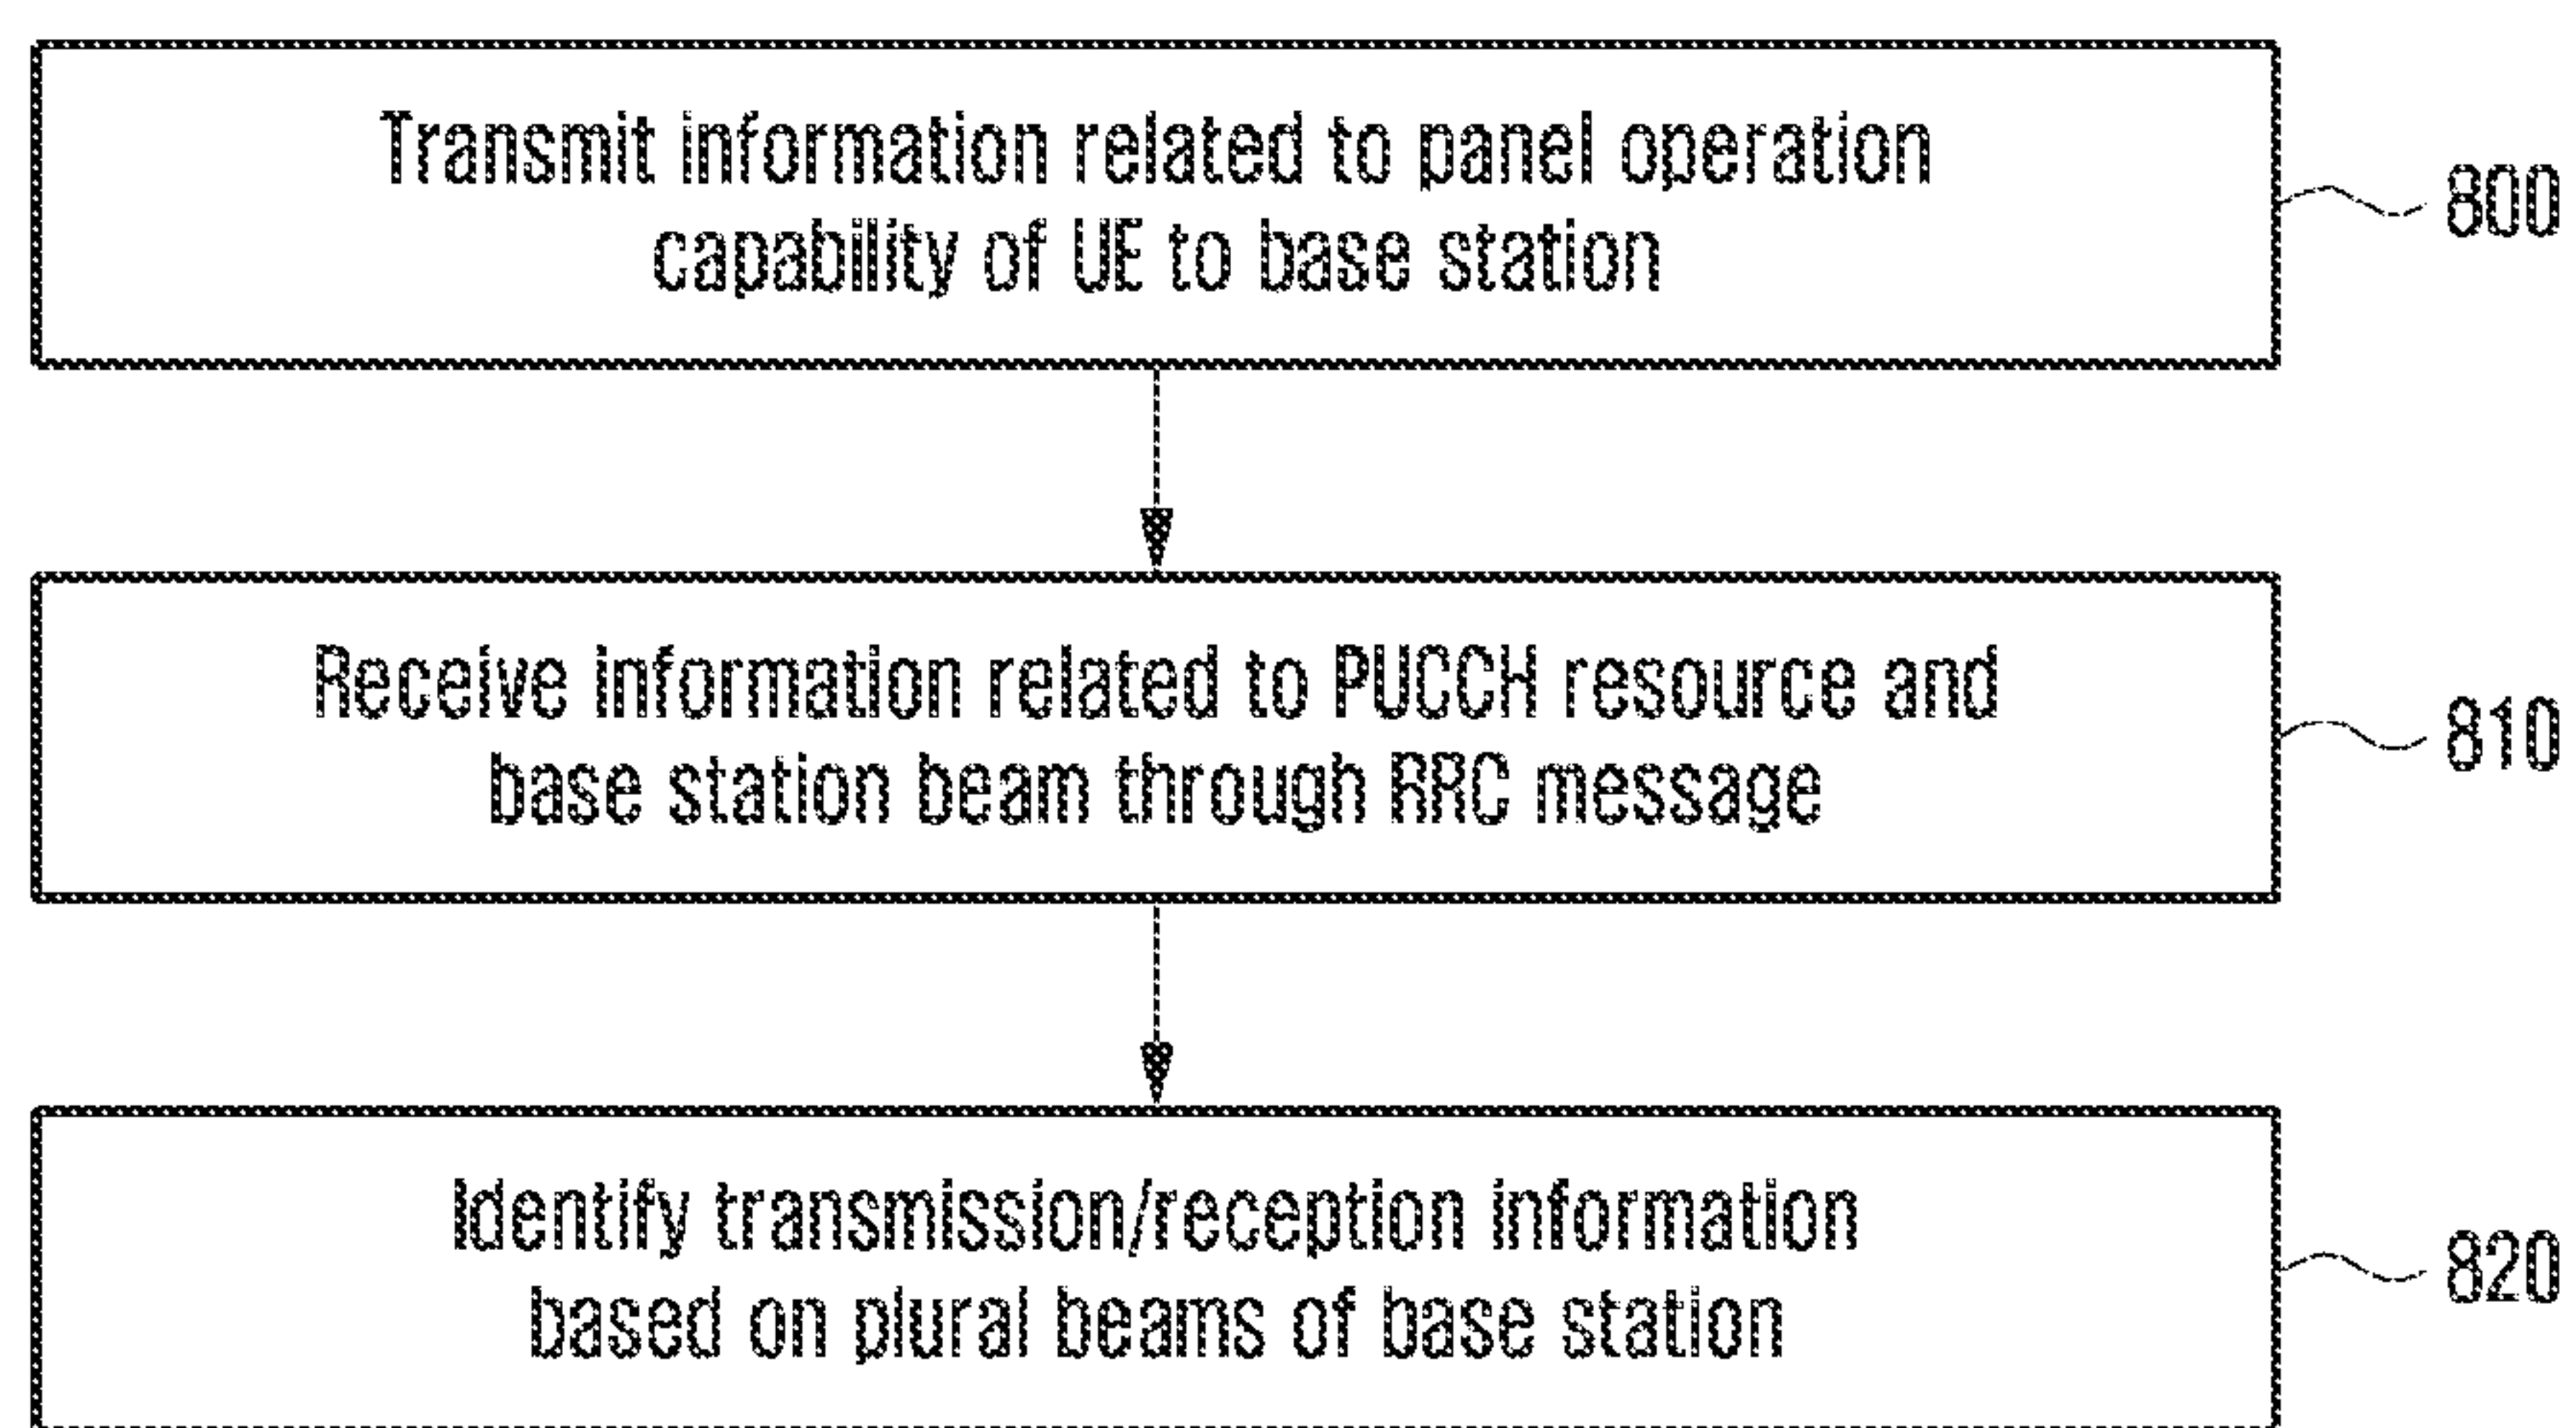 Transmit information related to panel operation
capability of UE to base station
800
Receive information related to PUCCH resource and
base station beam through RRC message
810
Identify transmission/reception information
based on plural beams of base station
820